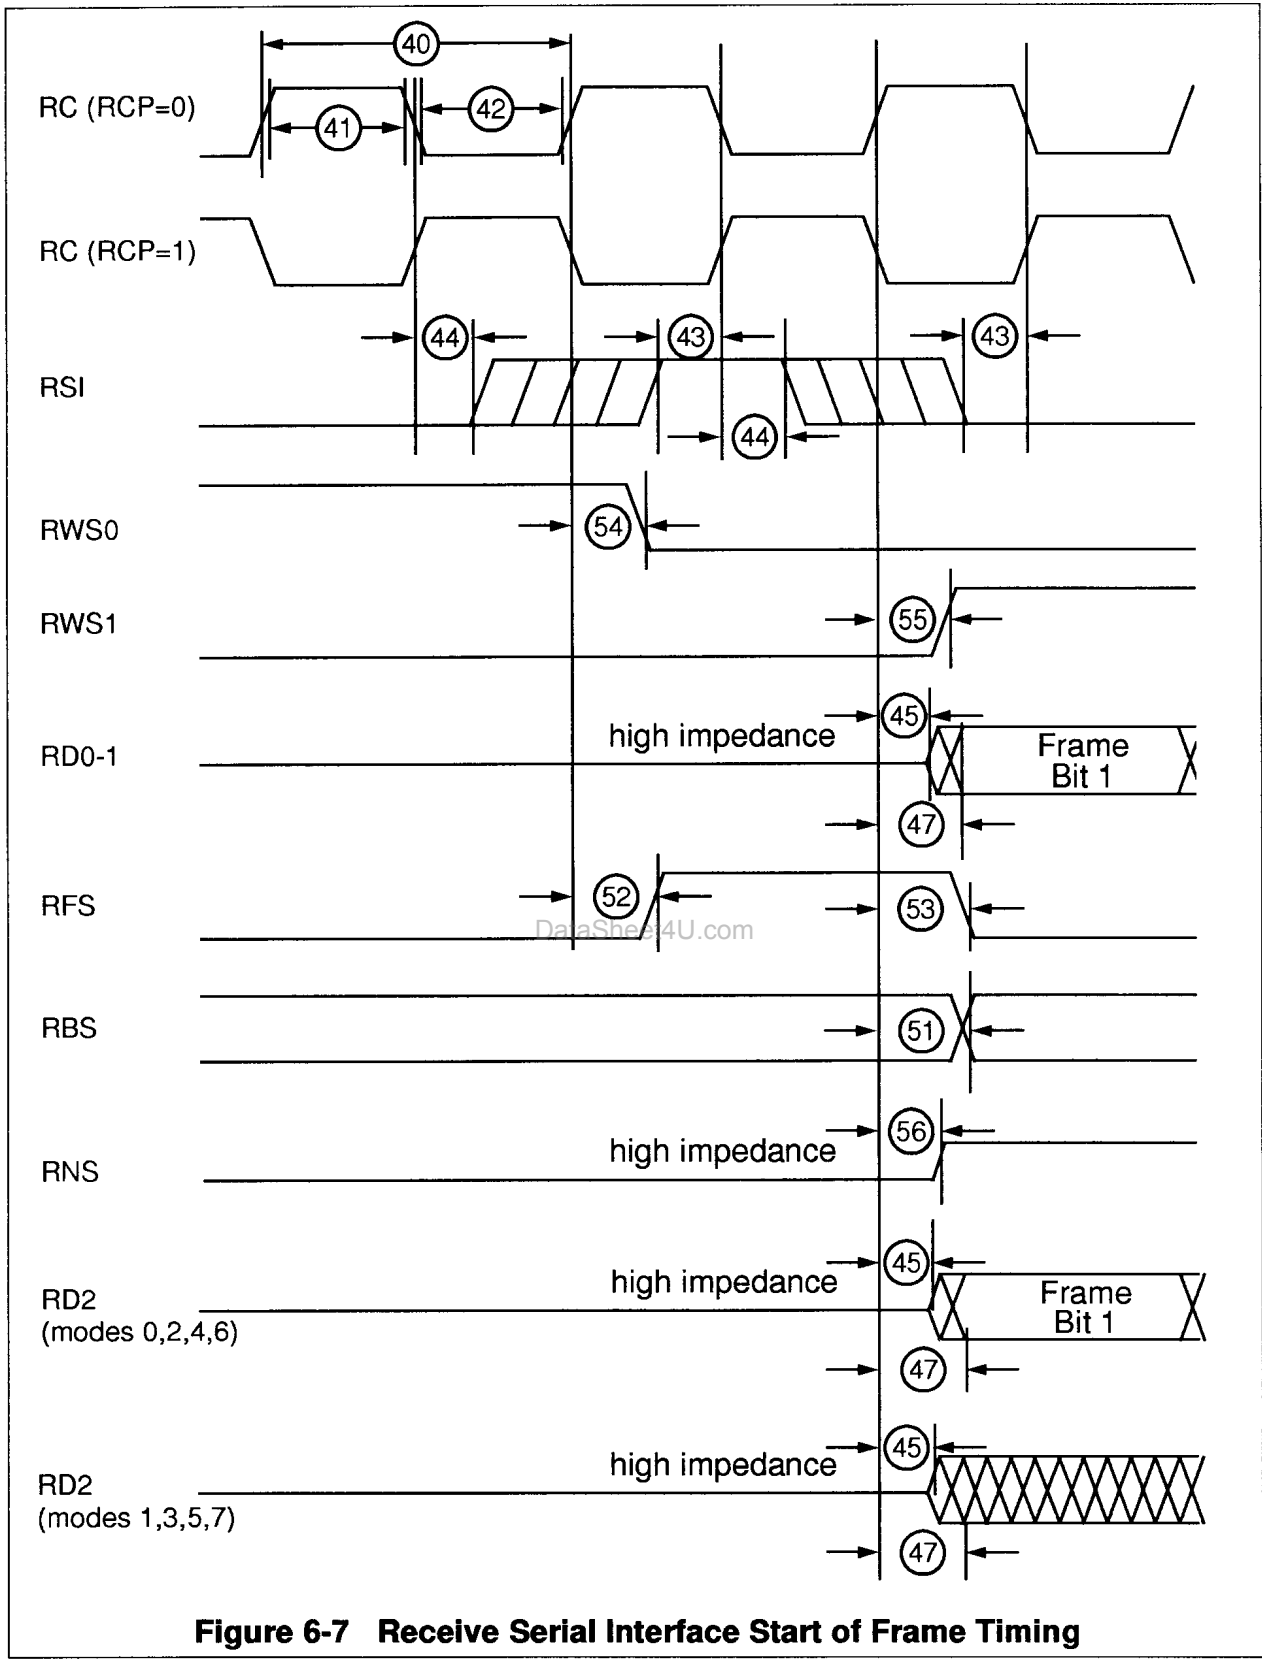 40
RC (RCP=0)
41
42
RC (RCP=1)
44
43
43
RSI
44
RWS0
54
RWS1
55
45
high impedance
RD0-1
Frame
Bit 1
47
RFS
52
53
DataSheet4U.com
RBS
51
56
high impedance
RNS
45
high impedance
RD2
(modes 0,2,4,6)
Frame
Bit 1
47
45
high impedance
RD2
(modes 1,3,5,7)
47
Figure 6-7 Receive Serial Interface Start of Frame Timing